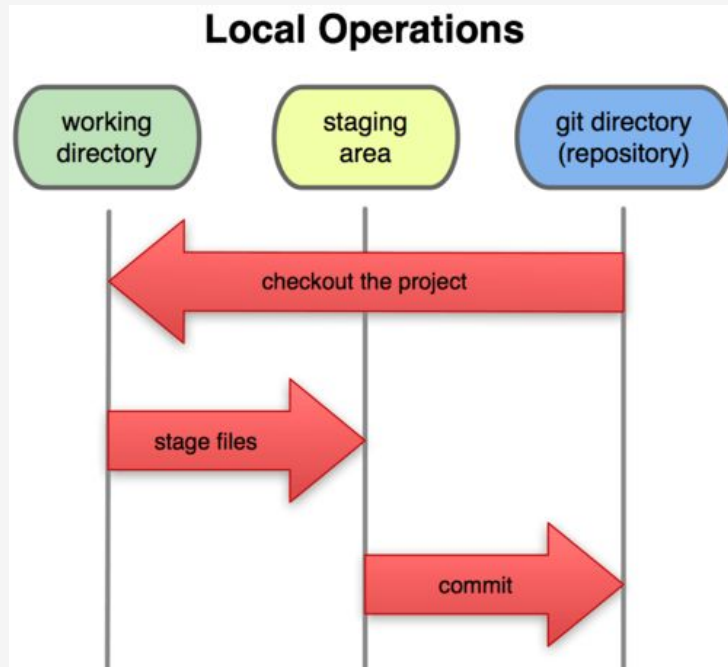 Local Operations
working
directory
staging
area
git directory
(repository)
checkout the project
stage files
commit